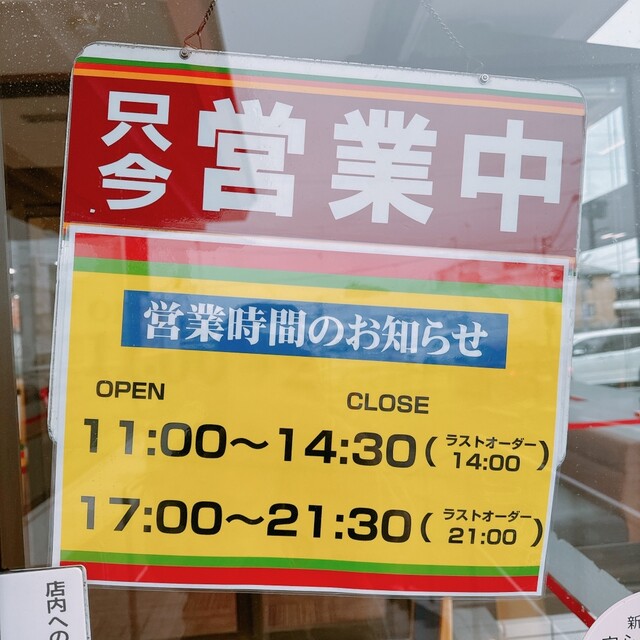 只今営業中
営業時間のお知らせ
OPEN CLOSE
11:00〜14:30(ラストオーダー 14:00)
17:00〜21:30(ラストオーダー 21:00)
店内への
新